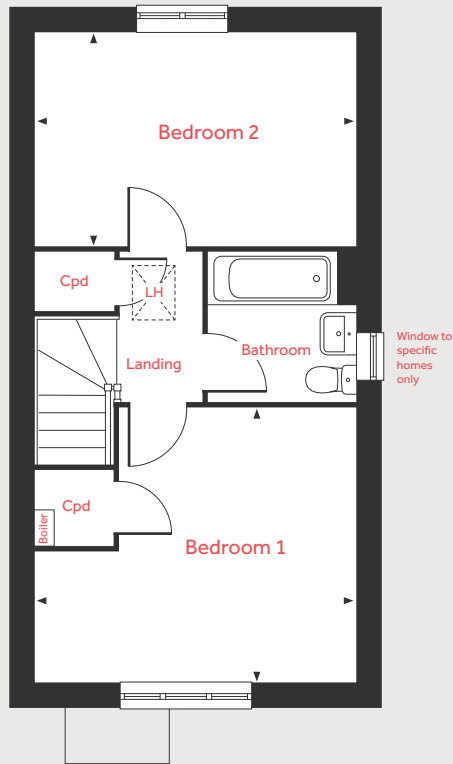 Bedroom 2
Cpd
LH
Landing
Bathroom
Window to
specific
homes
only
Cpd
Boiler
Bedroom 1